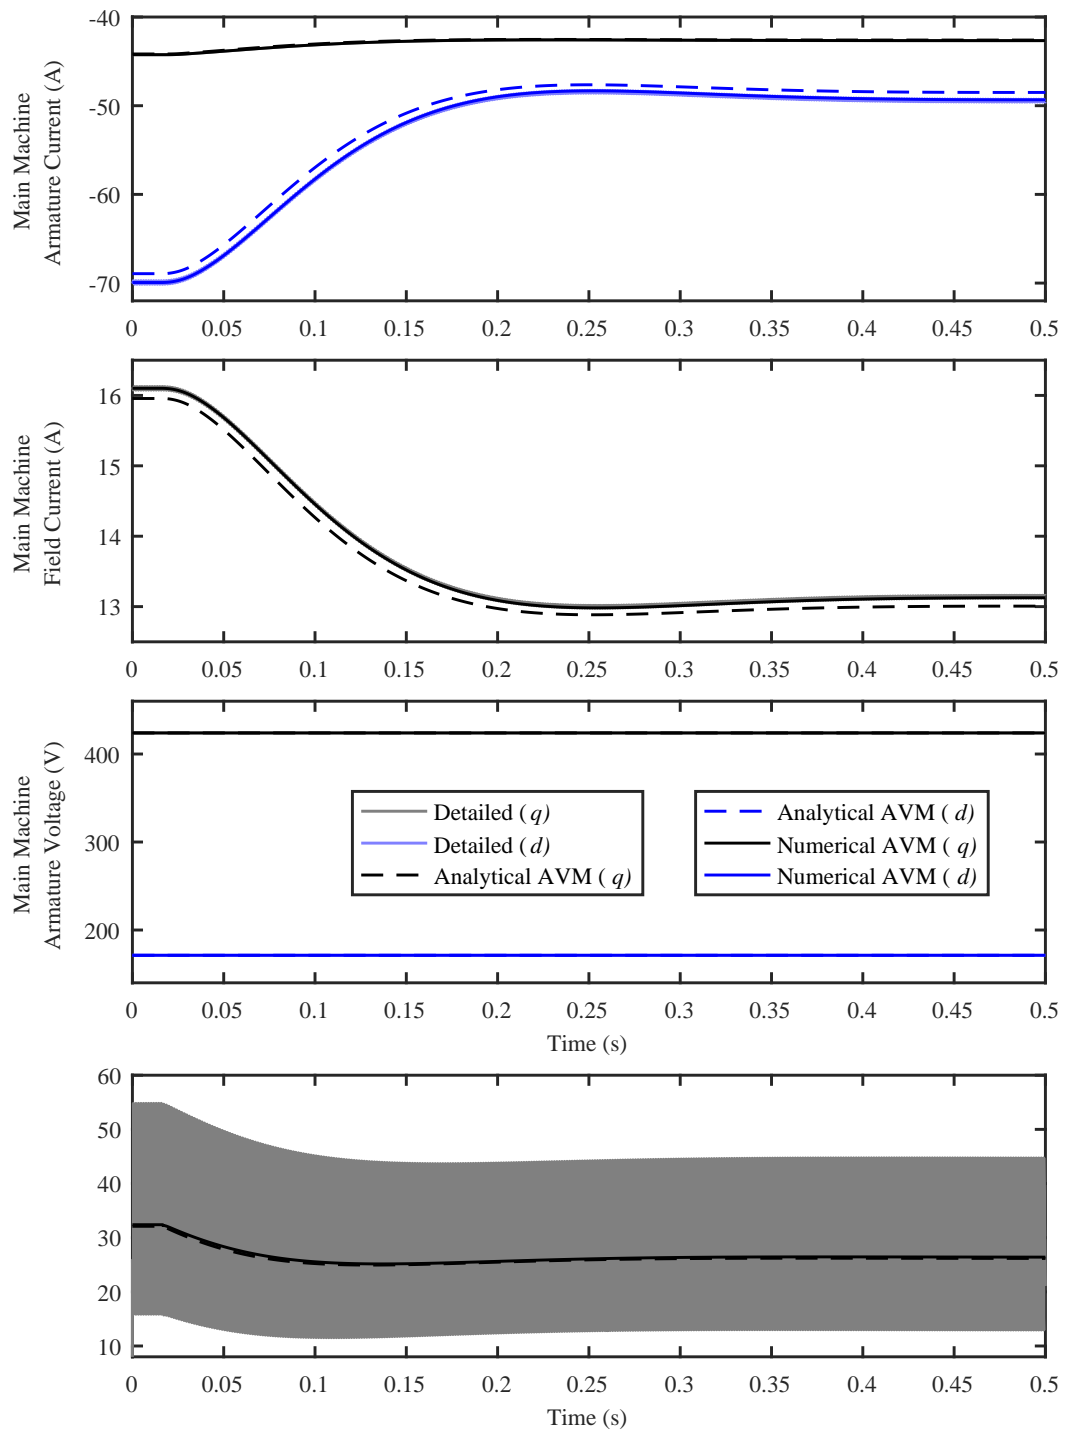 Main Machine
Armature Current (A)
-40
-50
-60
-70
0 0.05 0.1 0.15 0.2 0.25 0.3 0.35 0.4 0.45 0.5
Main Machine
Field Current (A)
16
15
14
13
0 0.05 0.1 0.15 0.2 0.25 0.3 0.35 0.4 0.45 0.5
Main Machine
Armature Voltage (V)
400
300
200
Detailed (q)
Detailed (d)
Analytical AVM (q)
Analytical AVM (d)
Numerical AVM (q)
Numerical AVM (d)
0 0.05 0.1 0.15 0.2 0.25 0.3 0.35 0.4 0.45 0.5
Time (s)
60
50
40
30
20
10
0 0.05 0.1 0.15 0.2 0.25 0.3 0.35 0.4 0.45 0.5
Time (s)